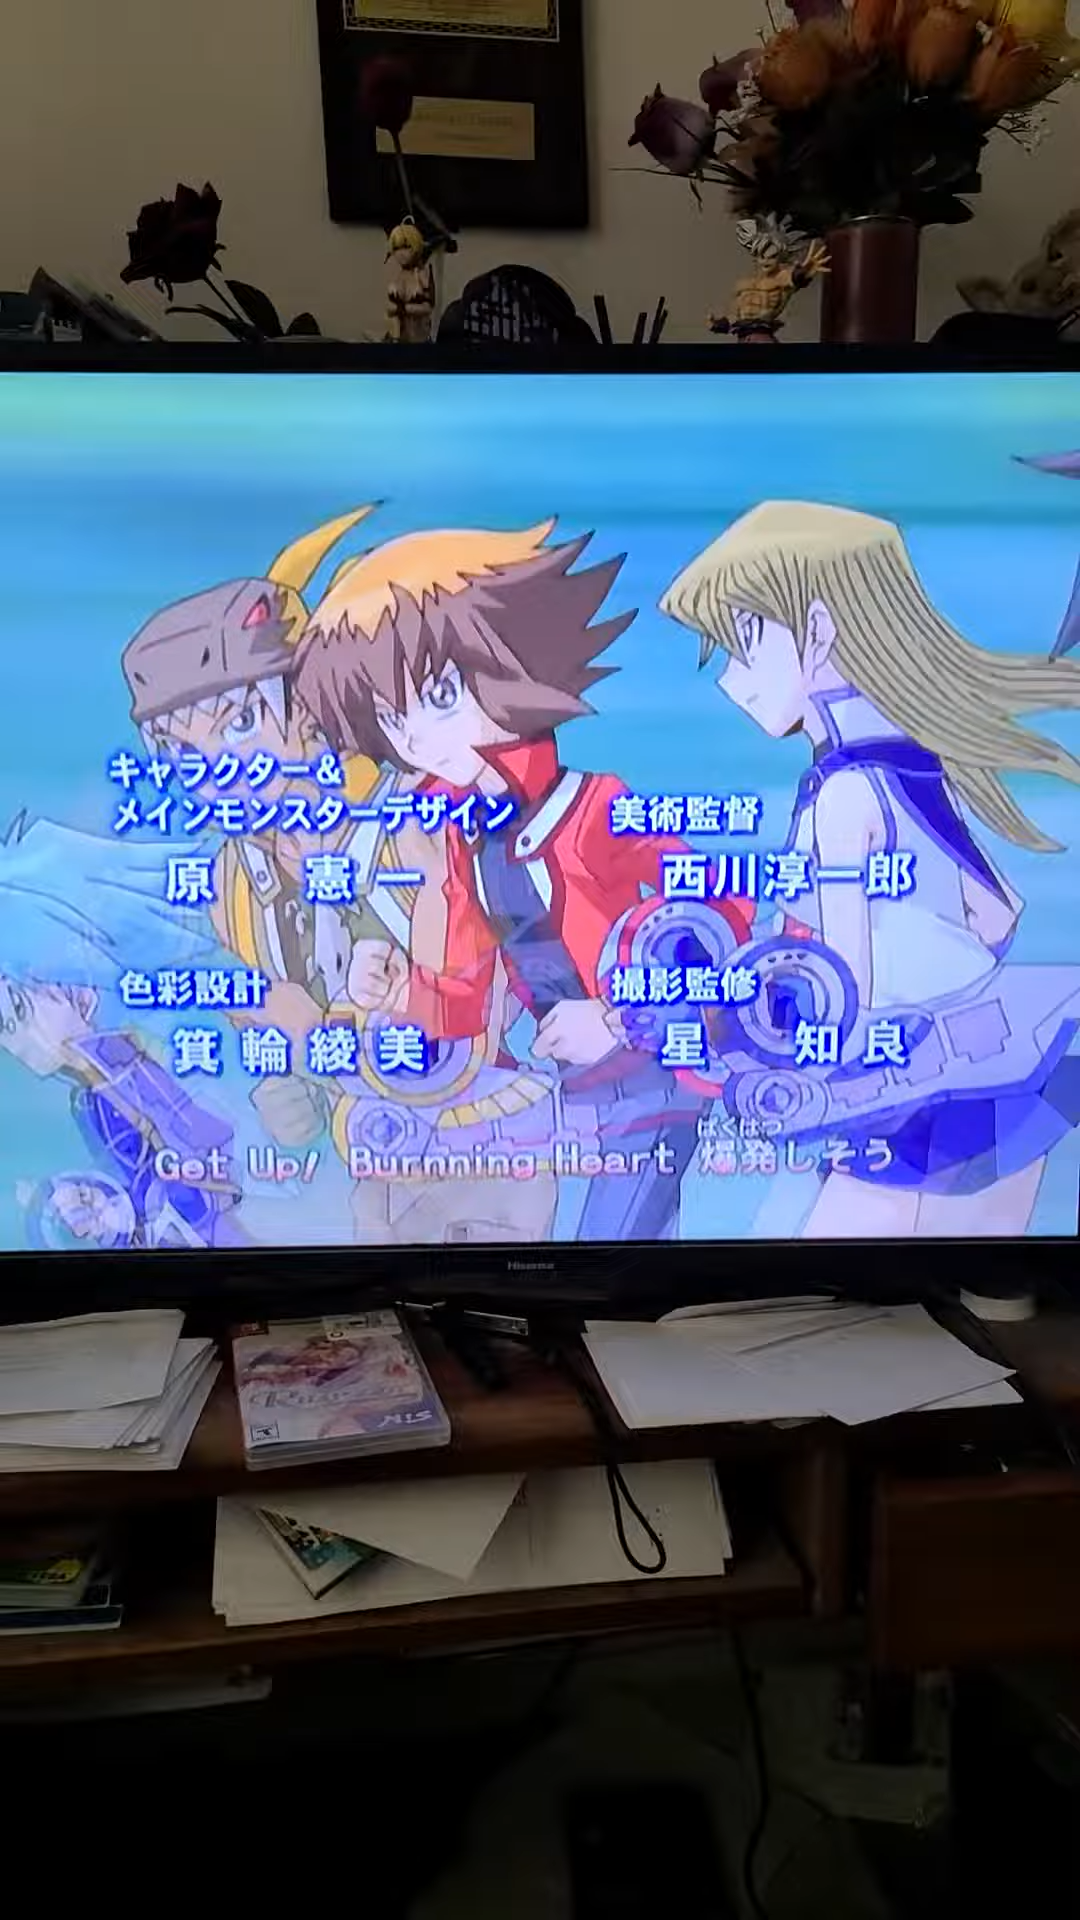 キャラクター&
メインモンスターデザイン
原 憲一
美術監督
西川淳一郎
色彩設計
箕輪綾美
撮影監修
星 知良
ばくはつ
Get Up! Burnning Heart 爆発しそう
Hisense